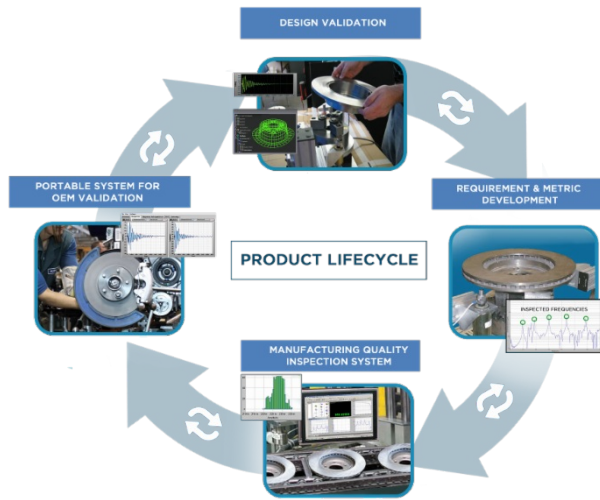 DESIGN VALIDATION
PORTABLE SYSTEM FOR
OEM VALIDATION
REQUIREMENT & METRIC
DEVELOPMENT
PRODUCT LIFECYCLE
INSPECTED FREQUENCIES
MANUFACTURING QUALITY
INSPECTION SYSTEM